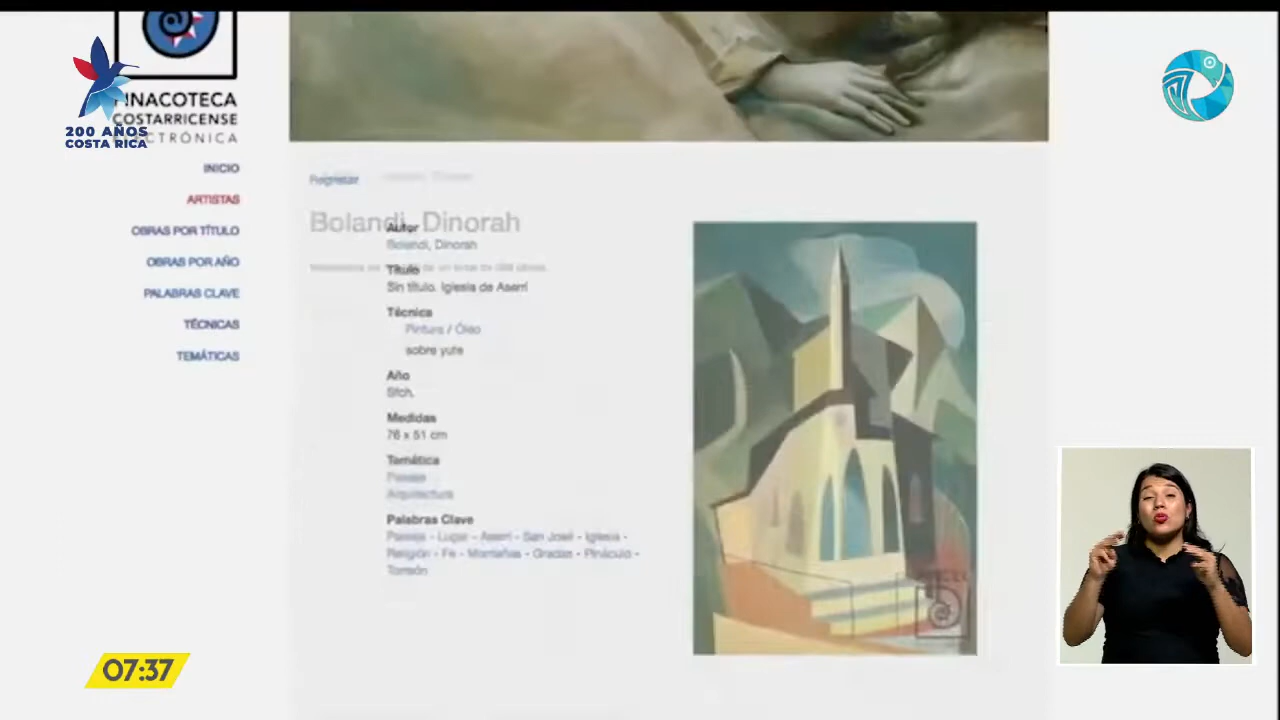 PINACOTECA
COSTARRICENSE
ELECTRÓNICA
200 AÑOS
COSTA RICA
INICIO
ARTISTAS
OBRAS POR TÍTULO
OBRAS POR AÑO
PALABRAS CLAVE
TÉCNICAS
TEMÁTICAS
Regresar
Bolandi, Dinorah
Autor
Bolandi, Dinorah
Título
Sin título. Iglesia de Aserrí
Técnica
Pintura / Óleo
sobre yute
Año
Sfch.
Medidas
76 x 51 cm
Temática
Paisaje
Arquitectura
Palabras Clave
Paisaje - Lugar - Aserrí - San José - Iglesia -
Religión - Fe - Montañas - Gradas - Pináculo -
Torreón
07:37